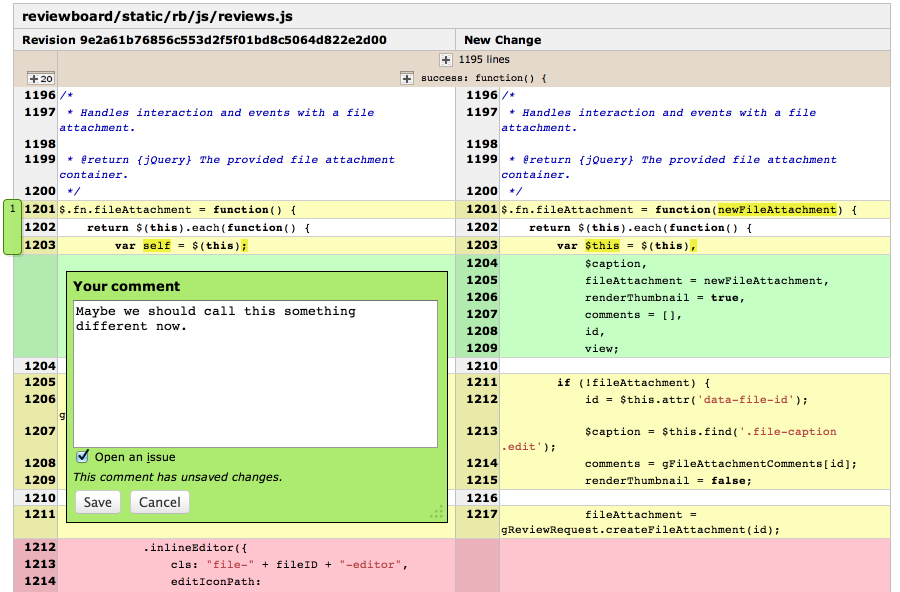 reviewboard/static/rb/js/reviews.js
Revision 9e2a61b76856c553d2f5f01bd8c5064d822e2d00
New Change
+ 1195 lines
+20
+ success: function() {
1196 /*
1197  * Handles interaction and events with a file
attachment.
1198
1199  * @return {jQuery} The provided file attachment
container.
1200  */
1 1201 $.fn.fileAttachment = function() {
1202     return $(this).each(function() {
1203         var self = $(this);
1204
1205
1206
g
1207
1208
1209
1210
1211
1212             .inlineEditor({
1213                 cls: "file-" + fileID + "-editor",
1214                 editIconPath:
Your comment
Maybe we should call this something
different now.
Open an issue
This comment has unsaved changes.
Save
Cancel
1196 /*
1197  * Handles interaction and events with a file
attachment.
1198
1199  * @return {jQuery} The provided file attachment
container.
1200  */
1201 $.fn.fileAttachment = function(newFileAttachment) {
1202     return $(this).each(function() {
1203         var $this = $(this),
1204             $caption,
1205             fileAttachment = newFileAttachment,
1206             renderThumbnail = true,
1207             comments = [],
1208             id,
1209             view;
1210
1211         if (!fileAttachment) {
1212             id = $this.attr('data-file-id');
1213             $caption = $this.find('.file-caption
.edit');
1214             comments = gFileAttachmentComments[id];
1215             renderThumbnail = false;
1216
1217             fileAttachment =
gReviewRequest.createFileAttachment(id);